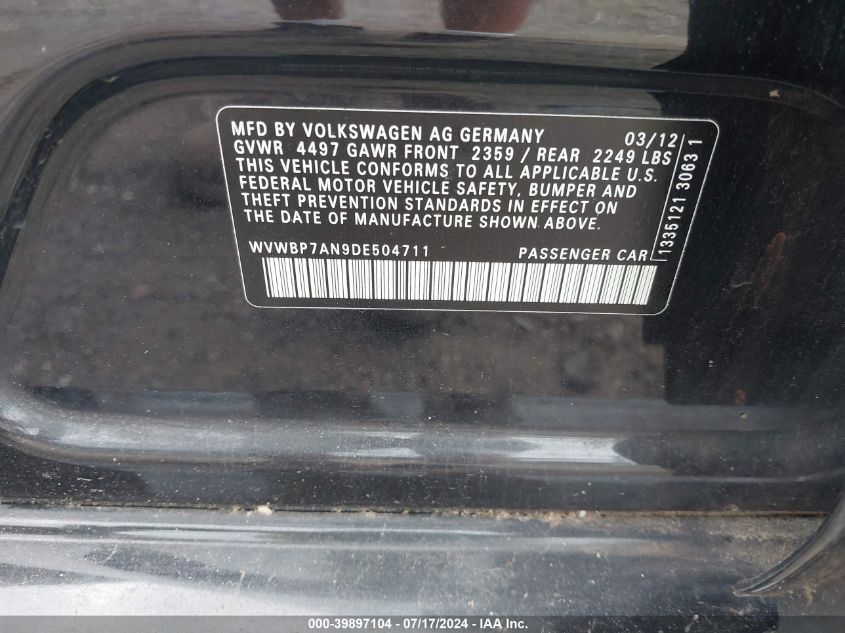 MFD BY VOLKSWAGEN AG GERMANY 03/12
GVWR 4497 GAWR FRONT 2359 / REAR 2249 LBS
THIS VEHICLE CONFORMS TO ALL APPLICABLE U.S.
FEDERAL MOTOR VEHICLE SAFETY, BUMPER AND
THEFT PREVENTION STANDARDS IN EFFECT ON
THE DATE OF MANUFACTURE SHOWN ABOVE.
WVWBP7AN9DE504711 PASSENGER CAR
1335121 3063 1
000-39897104 / 07/17/2024 - IAA, Inc.